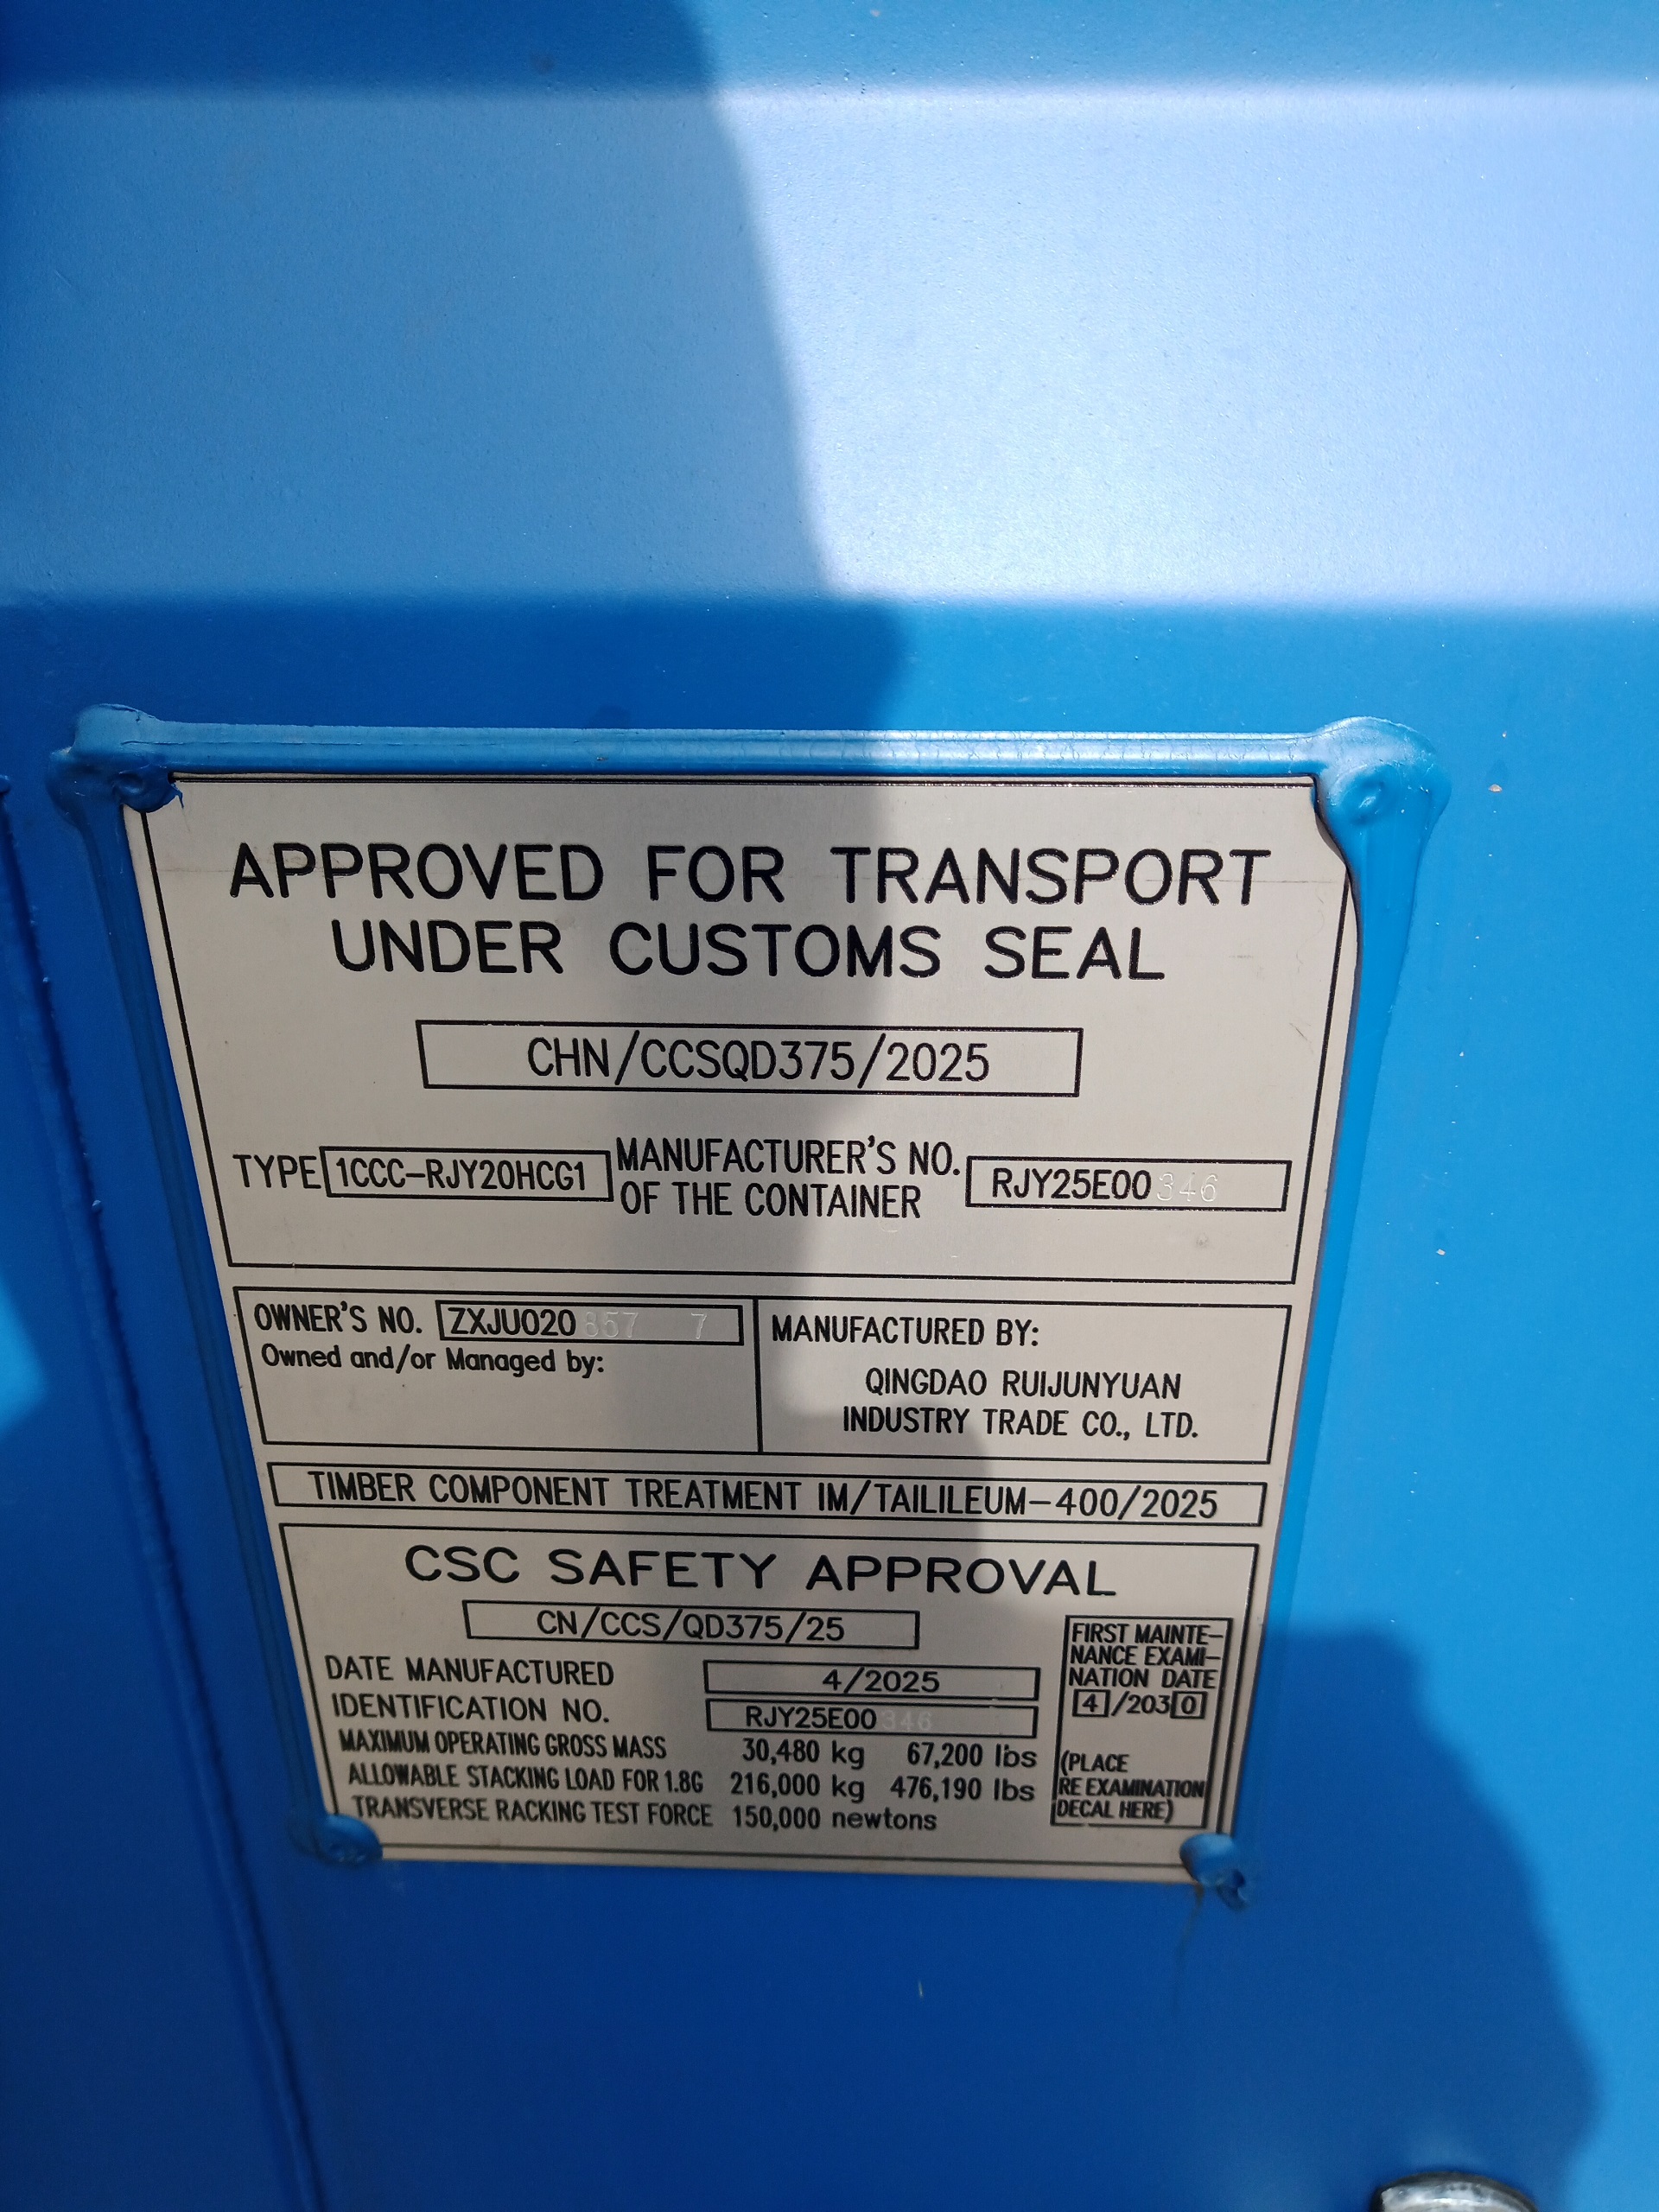 APPROVED FOR TRANSPORT
UNDER CUSTOMS SEAL
CHN/CCSQD375/2025
TYPE 1CCC-RJY20HCG1 MANUFACTURER'S NO. OF THE CONTAINER RJY25E00346
OWNER'S NO. ZXJU020857 7
Owned and/or Managed by:
MANUFACTURED BY:
QINGDAO RUIJUNYUAN
INDUSTRY TRADE CO., LTD.
TIMBER COMPONENT TREATMENT IM/TAILILEUM-400/2025
CSC SAFETY APPROVAL
CN/CCS/QD375/25
DATE MANUFACTURED 4/2025
IDENTIFICATION NO. RJY25E00346
MAXIMUM OPERATING GROSS MASS 30,480 kg 67,200 lbs
ALLOWABLE STACKING LOAD FOR 1.8G 216,000 kg 476,190 lbs
TRANSVERSE RACKING TEST FORCE 150,000 newtons
FIRST MAINTE-
NANCE EXAMI-
NATION DATE
4/2030
(PLACE
RE EXAMINATION
DECAL HERE)